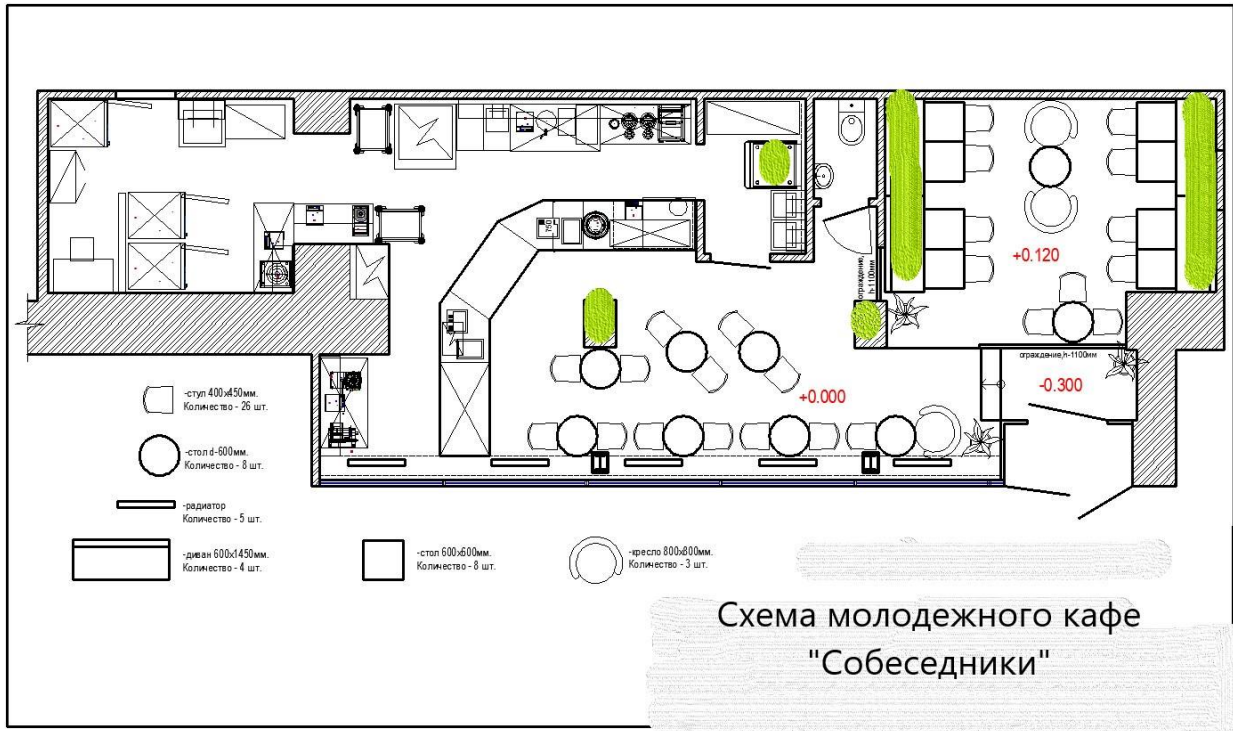 ограждение,
h-1100мм
+0.120
ограждение,h-1100мм
-0.300
+0.000
-стул 400х450мм.
Количество - 26 шт.
-стол d-600мм.
Количество - 8 шт.
-радиатор
Количество - 5 шт.
-диван 600х1450мм.
Количество - 4 шт.
-стол 600х600мм.
Количество - 8 шт.
-кресло 800х800мм.
Количество - 3 шт.
Схема молодежного кафе
"Собеседники"